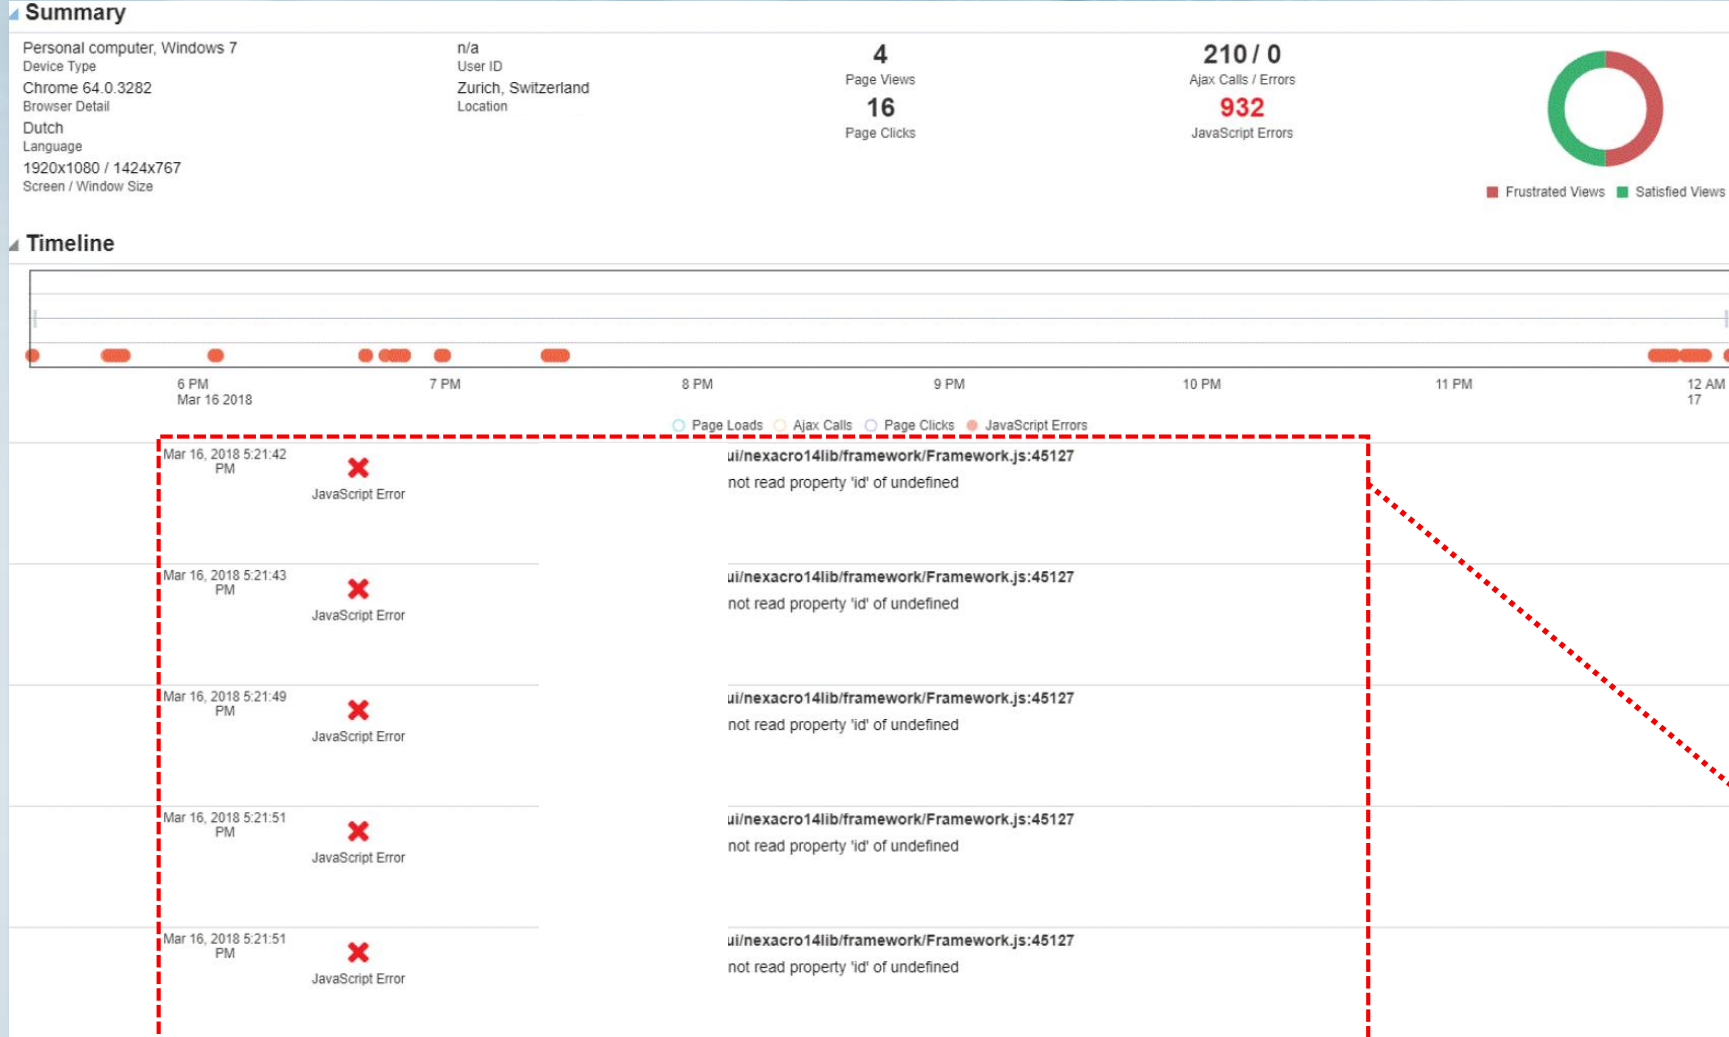 Summary
Personal computer, Windows 7
Device Type
Chrome 64.0.3282
Browser Detail
Dutch
Language
1920x1080 / 1424x767
Screen / Window Size
n/a
User ID
Zurich, Switzerland
Location
4
Page Views
16
Page Clicks
210 / 0
Ajax Calls / Errors
932
JavaScript Errors
Frustrated Views Satisfied Views
Timeline
6 PM 7 PM 8 PM 9 PM 10 PM 11 PM 12 AM
Mar 16 2018 17
Page Loads Ajax Calls Page Clicks JavaScript Errors
Mar 16, 2018 5:21:42
PM
JavaScript Error
ui/nexacro14lib/framework/Framework.js:45127
not read property 'id' of undefined
Mar 16, 2018 5:21:43
PM
JavaScript Error
ui/nexacro14lib/framework/Framework.js:45127
not read property 'id' of undefined
Mar 16, 2018 5:21:49
PM
JavaScript Error
ui/nexacro14lib/framework/Framework.js:45127
not read property 'id' of undefined
Mar 16, 2018 5:21:51
PM
JavaScript Error
ui/nexacro14lib/framework/Framework.js:45127
not read property 'id' of undefined
Mar 16, 2018 5:21:51
PM
JavaScript Error
ui/nexacro14lib/framework/Framework.js:45127
not read property 'id' of undefined